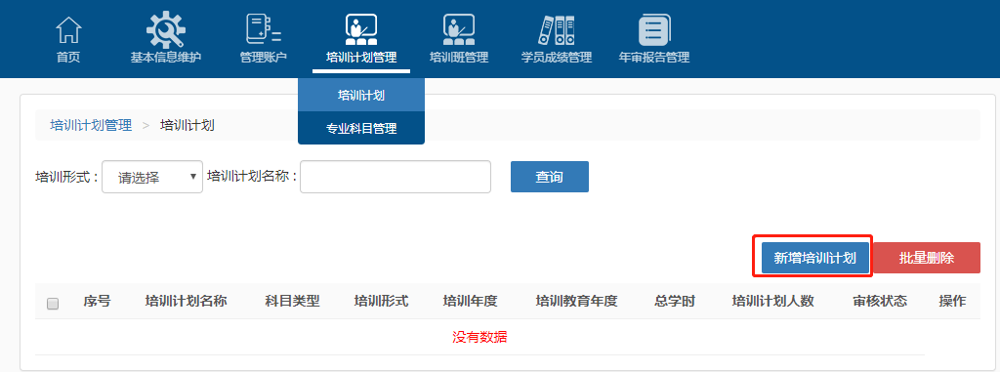 首页 基本信息维护 管理账户 培训计划管理 培训班管理 学员成绩管理 年审报告管理
培训计划
专业科目管理
培训计划管理 > 培训计划
培训形式 : 请选择 培训计划名称 : 查询
新增培训计划 批量删除
序号 培训计划名称 科目类型 培训形式 培训年度 培训教育年度 总学时 培训计划人数 审核状态 操作
没有数据